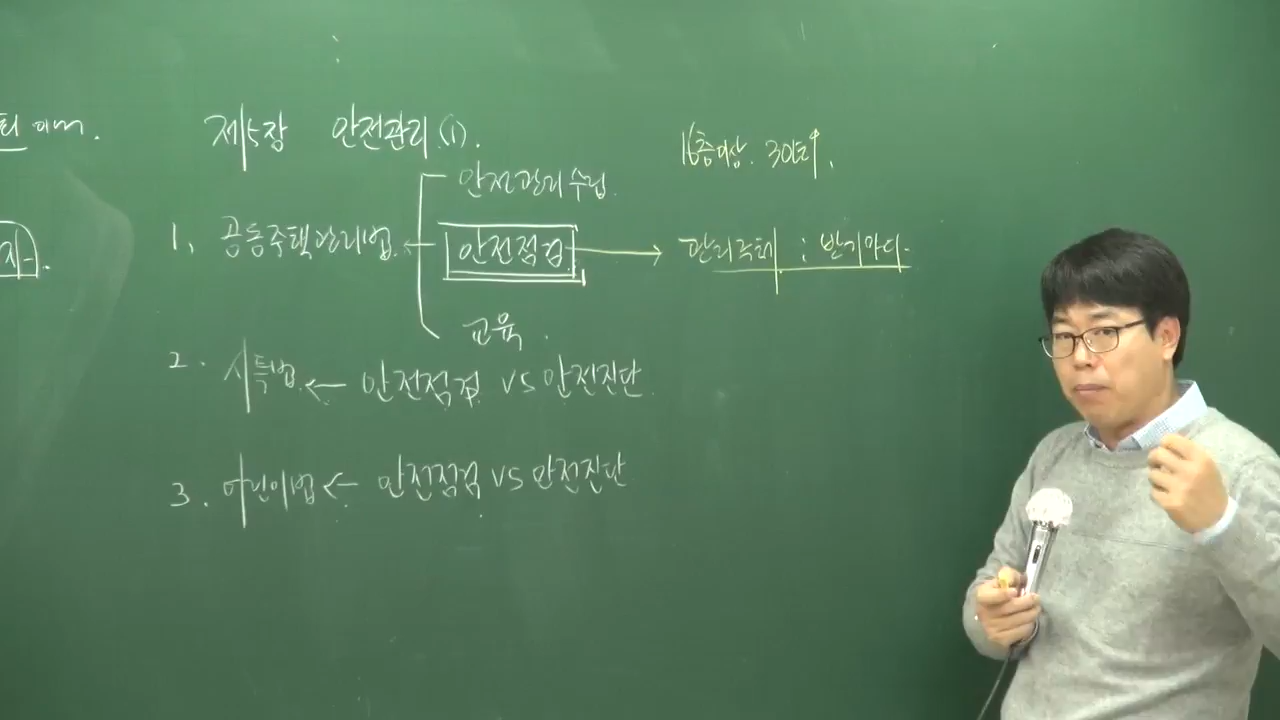 제5장 안전관리(1).
16층이상. 30인↑.
안전관리 수립.
1. 공동주택관리법. 안전점검 → 관리주체 : 반기마다.
교육.
2. 시특법. ← 안전점검 VS 안전진단.
3. 어린이법 ← 안전점검 VS 안전진단